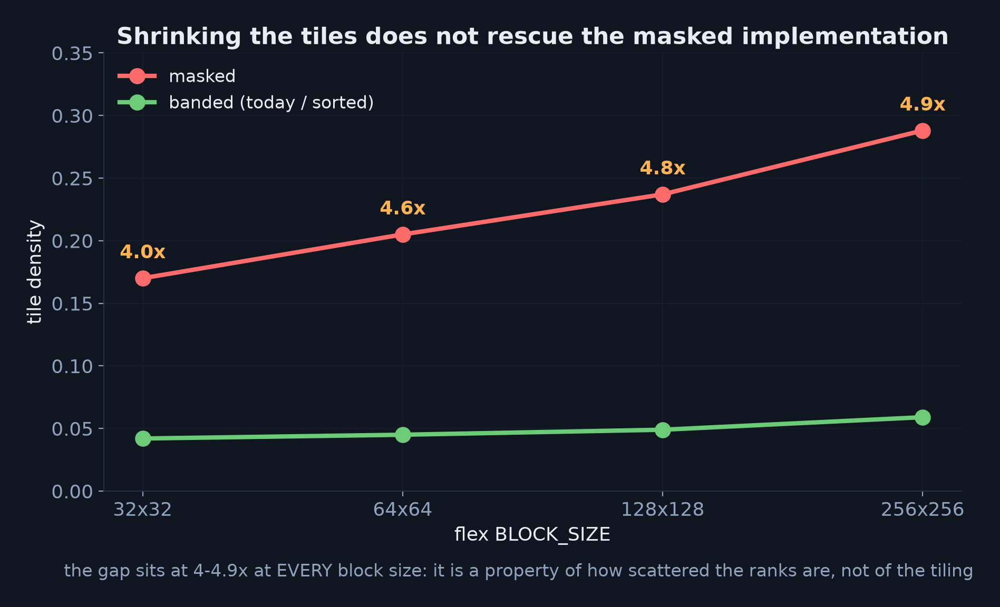 Shrinking the tiles does not rescue the masked implementation
masked
banded (today / sorted)
tile density
0.35
0.30
0.25
0.20
0.15
0.10
0.05
0.00
4.0x
4.6x
4.8x
4.9x
32x32
64x64
128x128
256x256
flex BLOCK_SIZE
the gap sits at 4-4.9x at EVERY block size: it is a property of how scattered the ranks are, not of the tiling